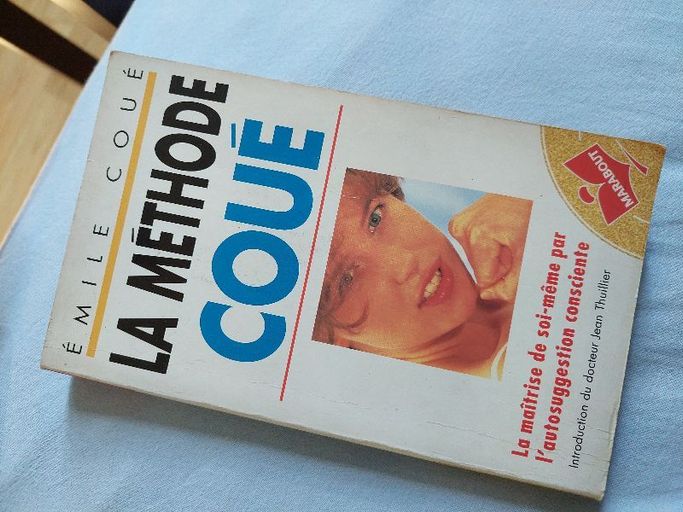 ÉMILE COUÉ
LA MÉTHODE
COUÉ
La maîtrise de soi-même par
l'autosuggestion consciente
Introduction du docteur Jean Thuillier
MARABOUT